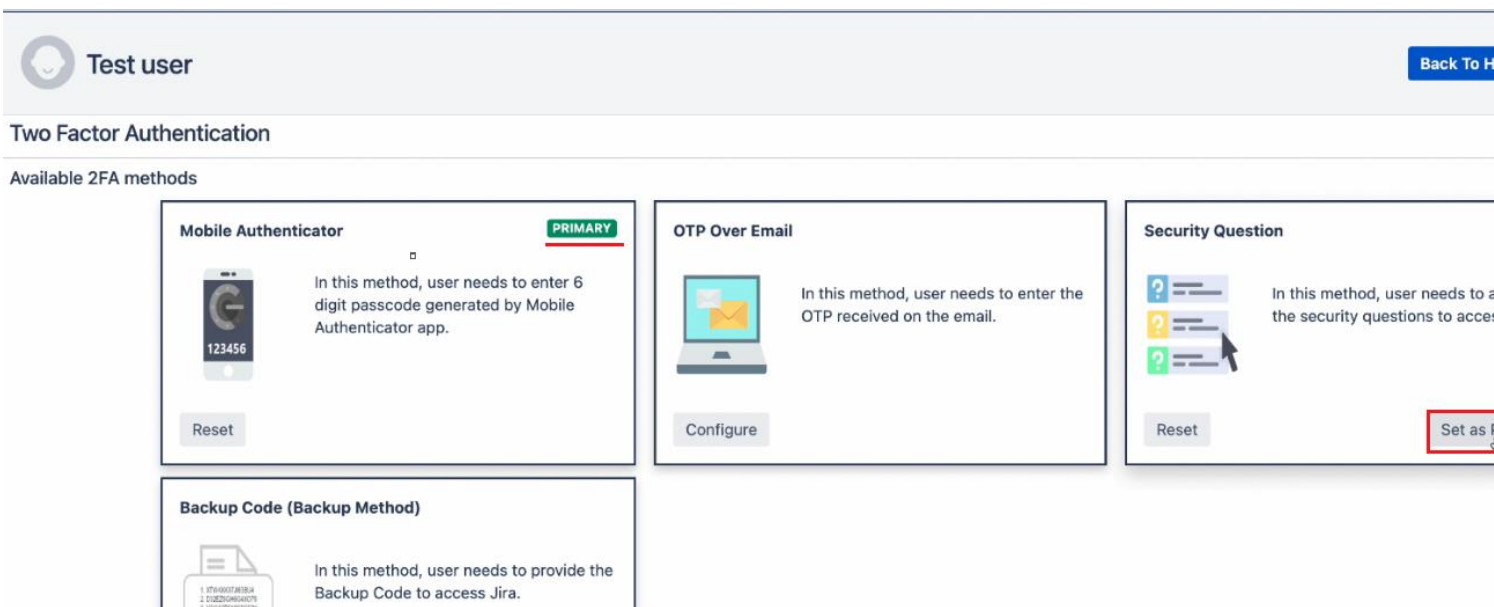 Test user
Back To H
Two Factor Authentication
Available 2FA methods
Mobile Authenticator
PRIMARY
In this method, user needs to enter 6
digit passcode generated by Mobile
Authenticator app.
123456
Reset
OTP Over Email
In this method, user needs to enter the
OTP received on the email.
Configure
Security Question
In this method, user needs to a
the security questions to acces
Reset
Set as
Backup Code (Backup Method)
In this method, user needs to provide the
Backup Code to access Jira.